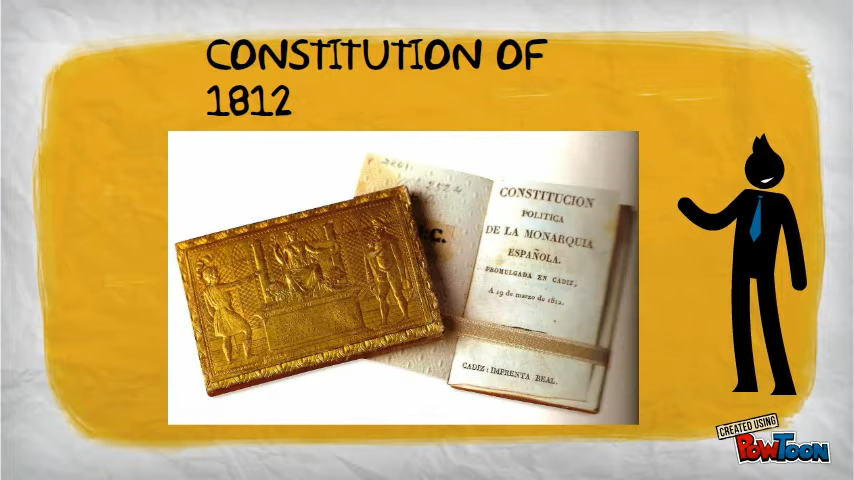 CONSTITUTION OF
1812
CONSTITUCION
POLITICA
DE LA MONARQUIA
ESPAÑOLA.
PROMULGADA EN CADIZ,
A 19 de marzo de 1812.
CADIZ: IMPRENTA REAL.
CREATED USING
POWTOON